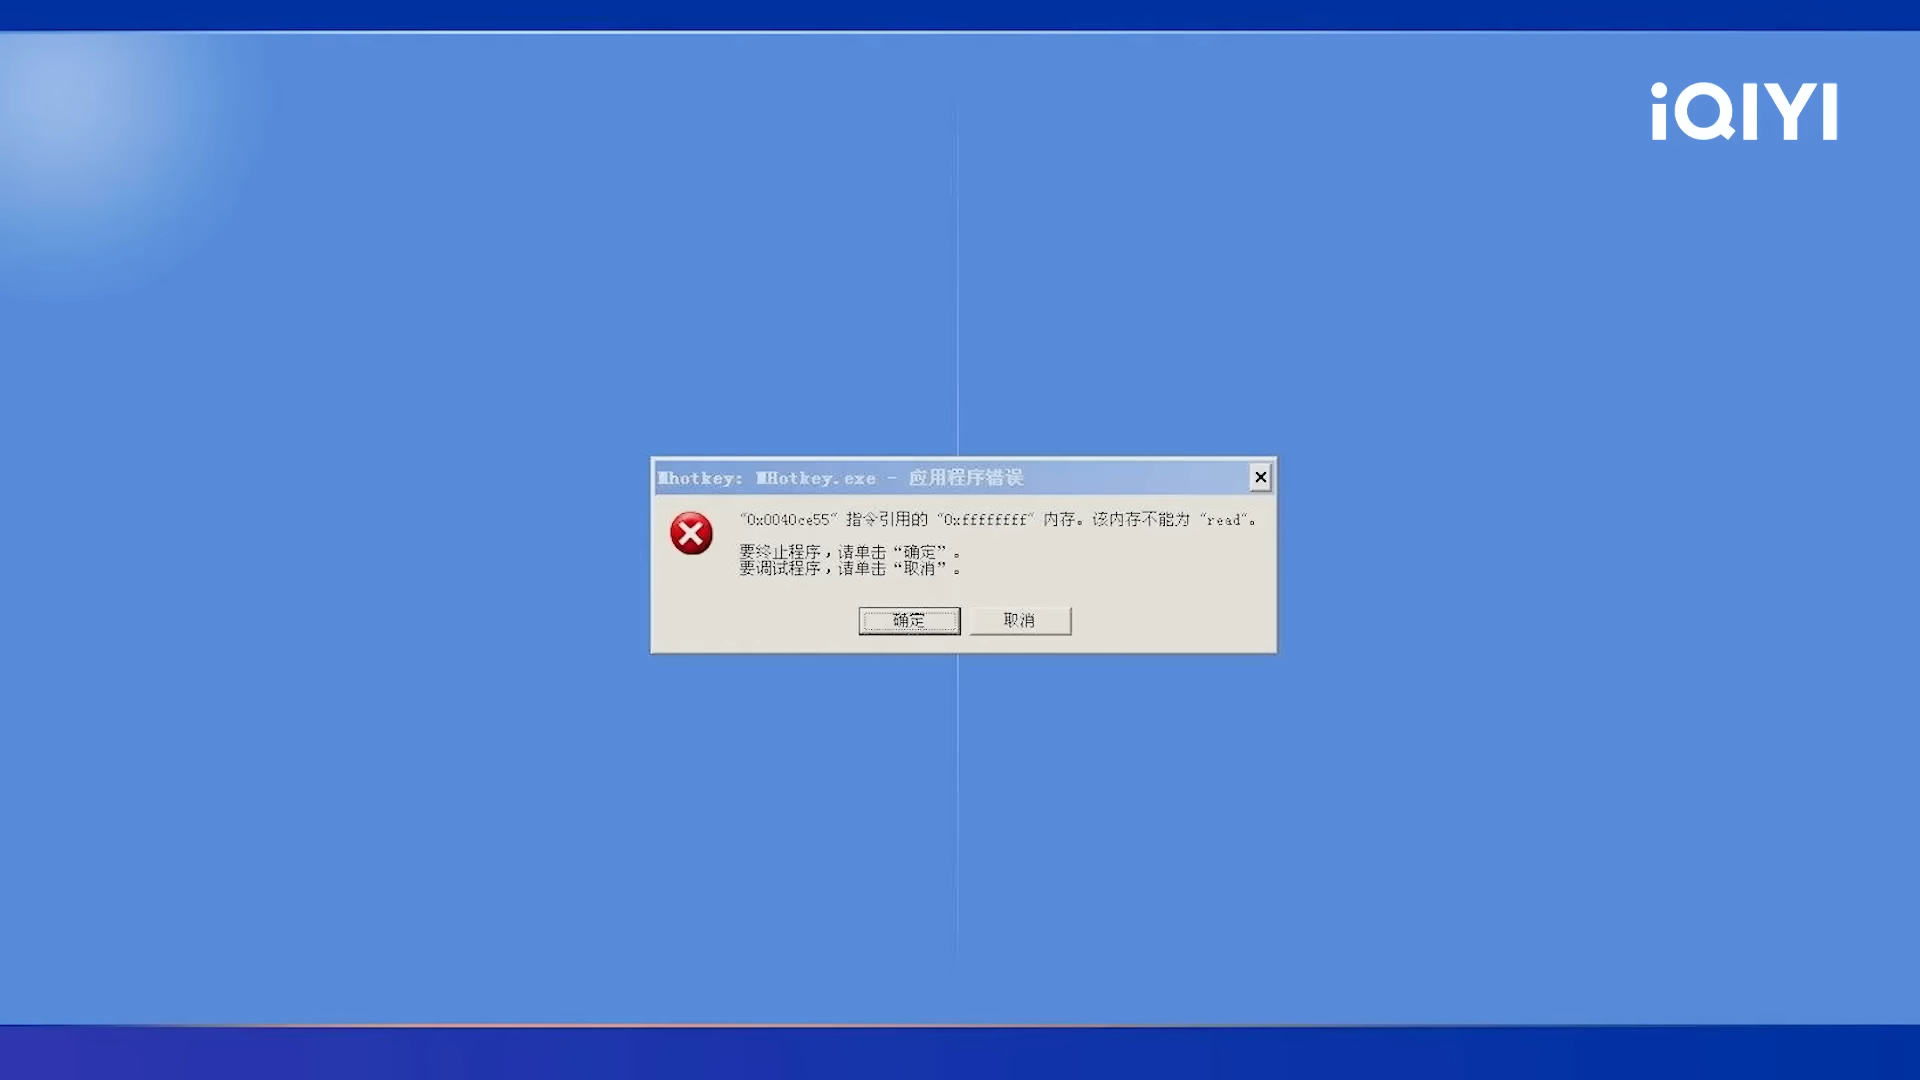 iQIYI
Mhotkey: MHotkey.exe - 应用程序错误
"0x0040ce55" 指令引用的 "0xffffffff" 内存。该内存不能为 "read"。
要终止程序，请单击“确定”。
要调试程序，请单击“取消”。
确定 取消